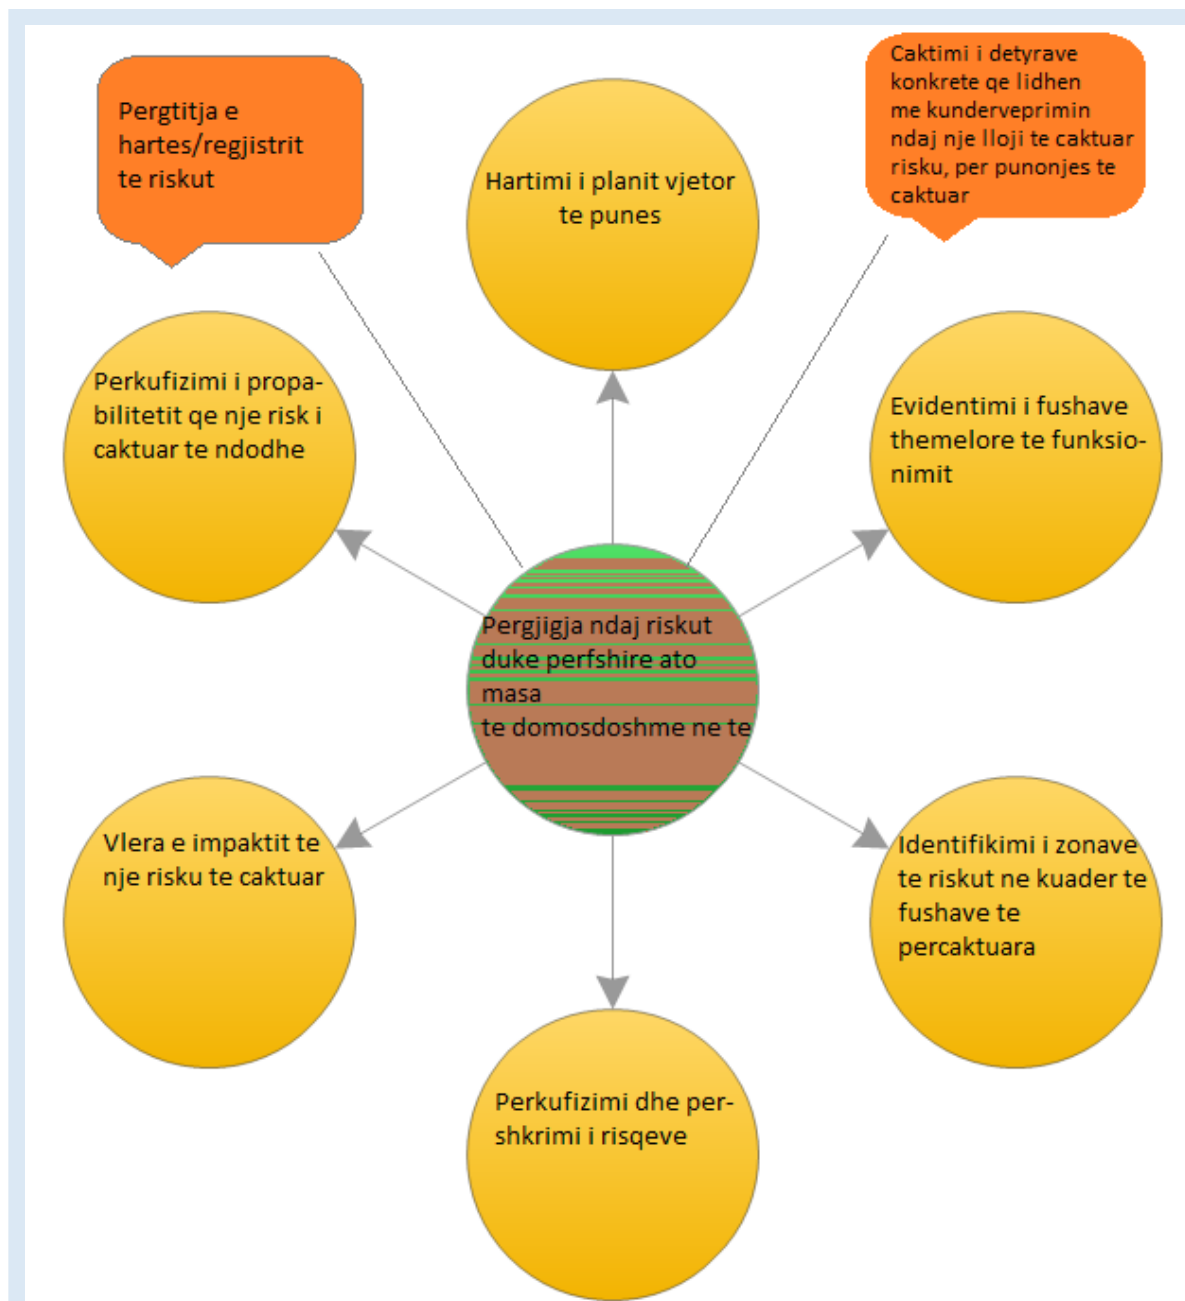 Pergtitja e
hartes/regjistrit
te riskut
Hartimi i planit vjetor
te punes
Caktimi i detyrave
konkrete qe lidhen
me kunderveprimin
ndaj nje lloji te caktuar
risku, per punonjes te
caktuar
Perkufizimi i propa-
bilitetit qe nje risk i
caktuar te ndodhe
Evidentimi i fushave
themelore te funksio-
nimit
Pergjigja ndaj riskut
duke perfshire ato
masa
te domosdoshme ne te
Vlera e impaktit te
nje risku te caktuar
Identifikimi i zonave
te riskut ne kuader te
fushave te
percaktuara
Perkufizimi dhe per-
shkrimi i risqeve